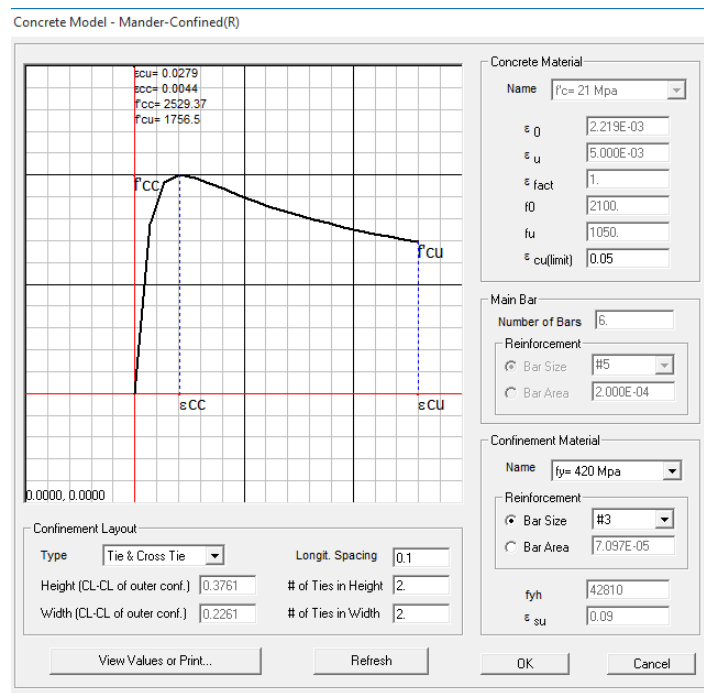 Concrete Model - Mander-Confined(R)
εcu= 0.0279
εcc= 0.0044
f'cc= 2529.37
f'cu= 1756.5
f'cc
f'cu
εcc
εcu
0.0000, 0.0000
Confinement Layout
Type Tie & Cross Tie Longit. Spacing 0.1
Height (CL-CL of outer conf.) 0.3761 # of Ties in Height 2.
Width (CL-CL of outer conf.) 0.2261 # of Ties in Width 2.
View Values or Print... Refresh
Concrete Material
Name f'c= 21 Mpa
ε 0 2.219E-03
ε u 5.000E-03
ε fact 1.
f0 2100.
fu 1050.
ε cu(limit) 0.05
Main Bar
Number of Bars 6.
Reinforcement
Bar Size #5
Bar Area 2.000E-04
Confinement Material
Name fy= 420 Mpa
Reinforcement
Bar Size #3
Bar Area 7.097E-05
fyh 42810
ε su 0.09
OK Cancel